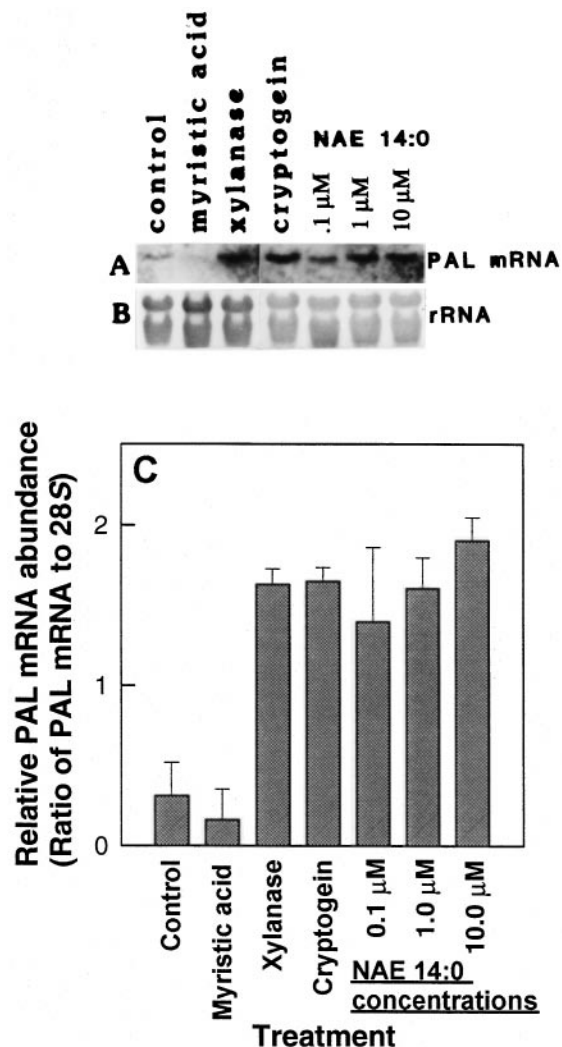 control
myristic acid
xylanase
cryptogein
NAE 14:0
.1 µM
1 µM
10 µM
A
PAL mRNA
B
rRNA
C
Relative PAL mRNA abundance
(Ratio of PAL mRNA to 28S)
2
1
0
Control
Myristic acid
Xylanase
Cryptogein
0.1 µM
1.0 µM
10.0 µM
NAE 14:0
concentrations
Treatment